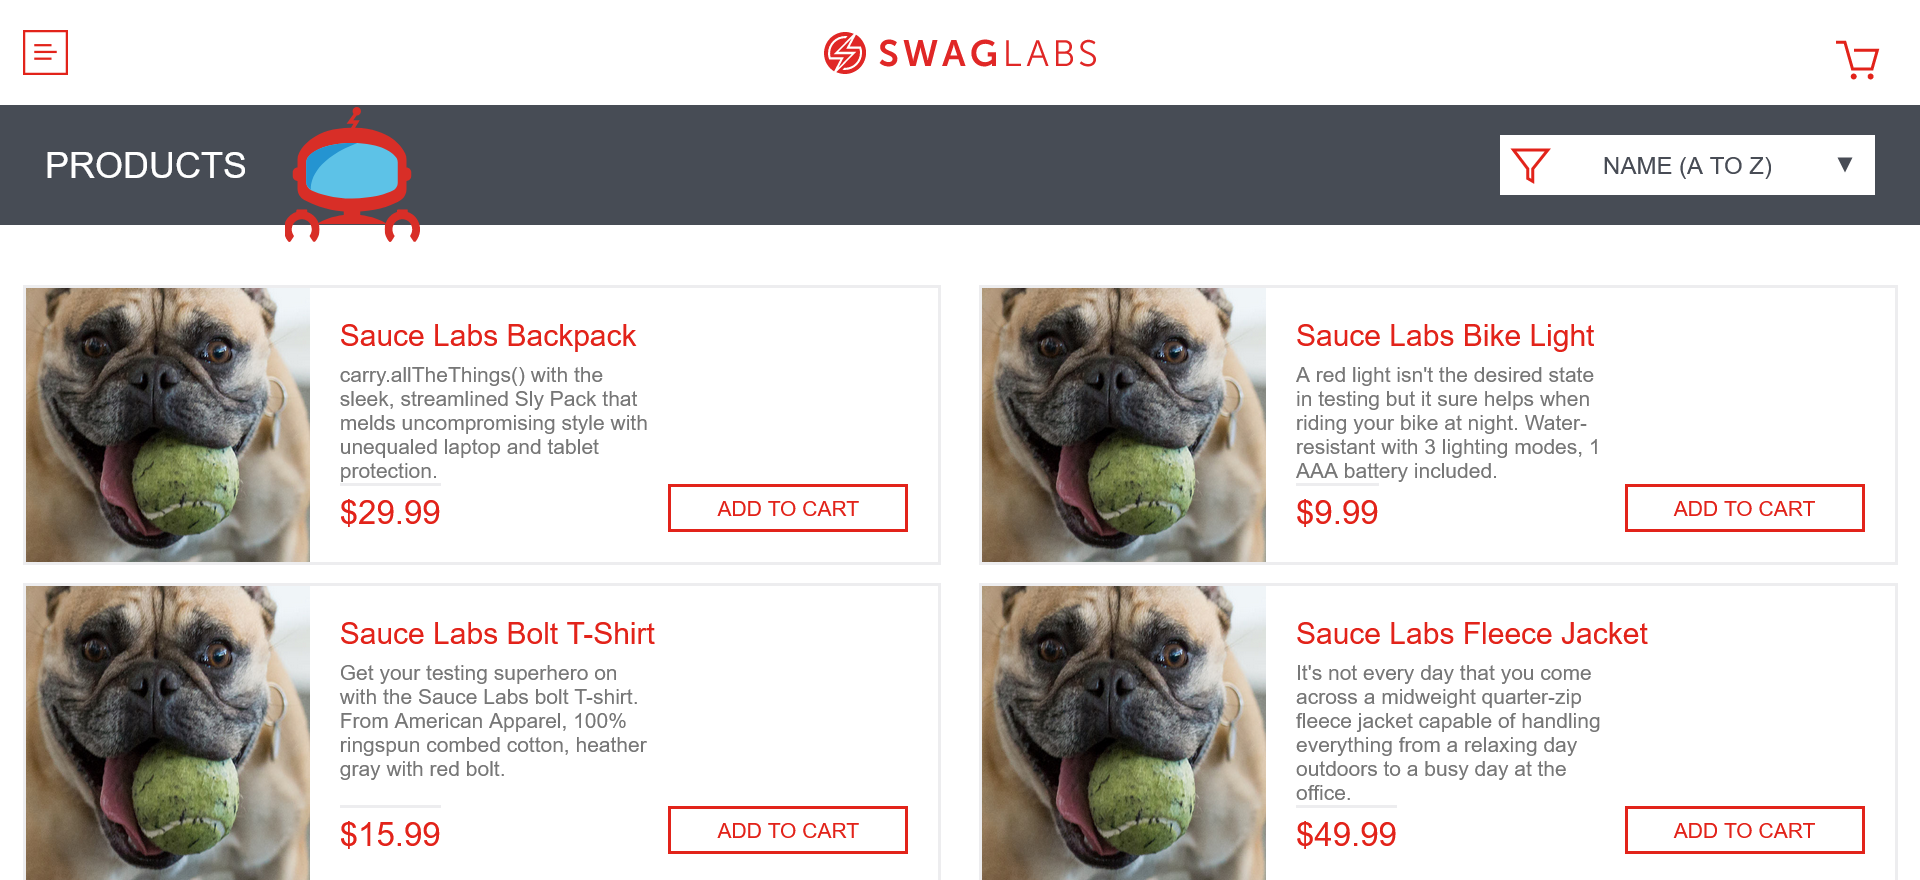 SWAGLABS
PRODUCTS
NAME (A TO Z)
Sauce Labs Backpack
carry.allTheThings() with the
sleek, streamlined Sly Pack that
melds uncompromising style with
unequaled laptop and tablet
protection.
$29.99
ADD TO CART
Sauce Labs Bike Light
A red light isn't the desired state
in testing but it sure helps when
riding your bike at night. Water-
resistant with 3 lighting modes, 1
AAA battery included.
$9.99
ADD TO CART
Sauce Labs Bolt T-Shirt
Get your testing superhero on
with the Sauce Labs bolt T-shirt.
From American Apparel, 100%
ringspun combed cotton, heather
gray with red bolt.
$15.99
ADD TO CART
Sauce Labs Fleece Jacket
It's not every day that you come
across a midweight quarter-zip
fleece jacket capable of handling
everything from a relaxing day
outdoors to a busy day at the
office.
$49.99
ADD TO CART